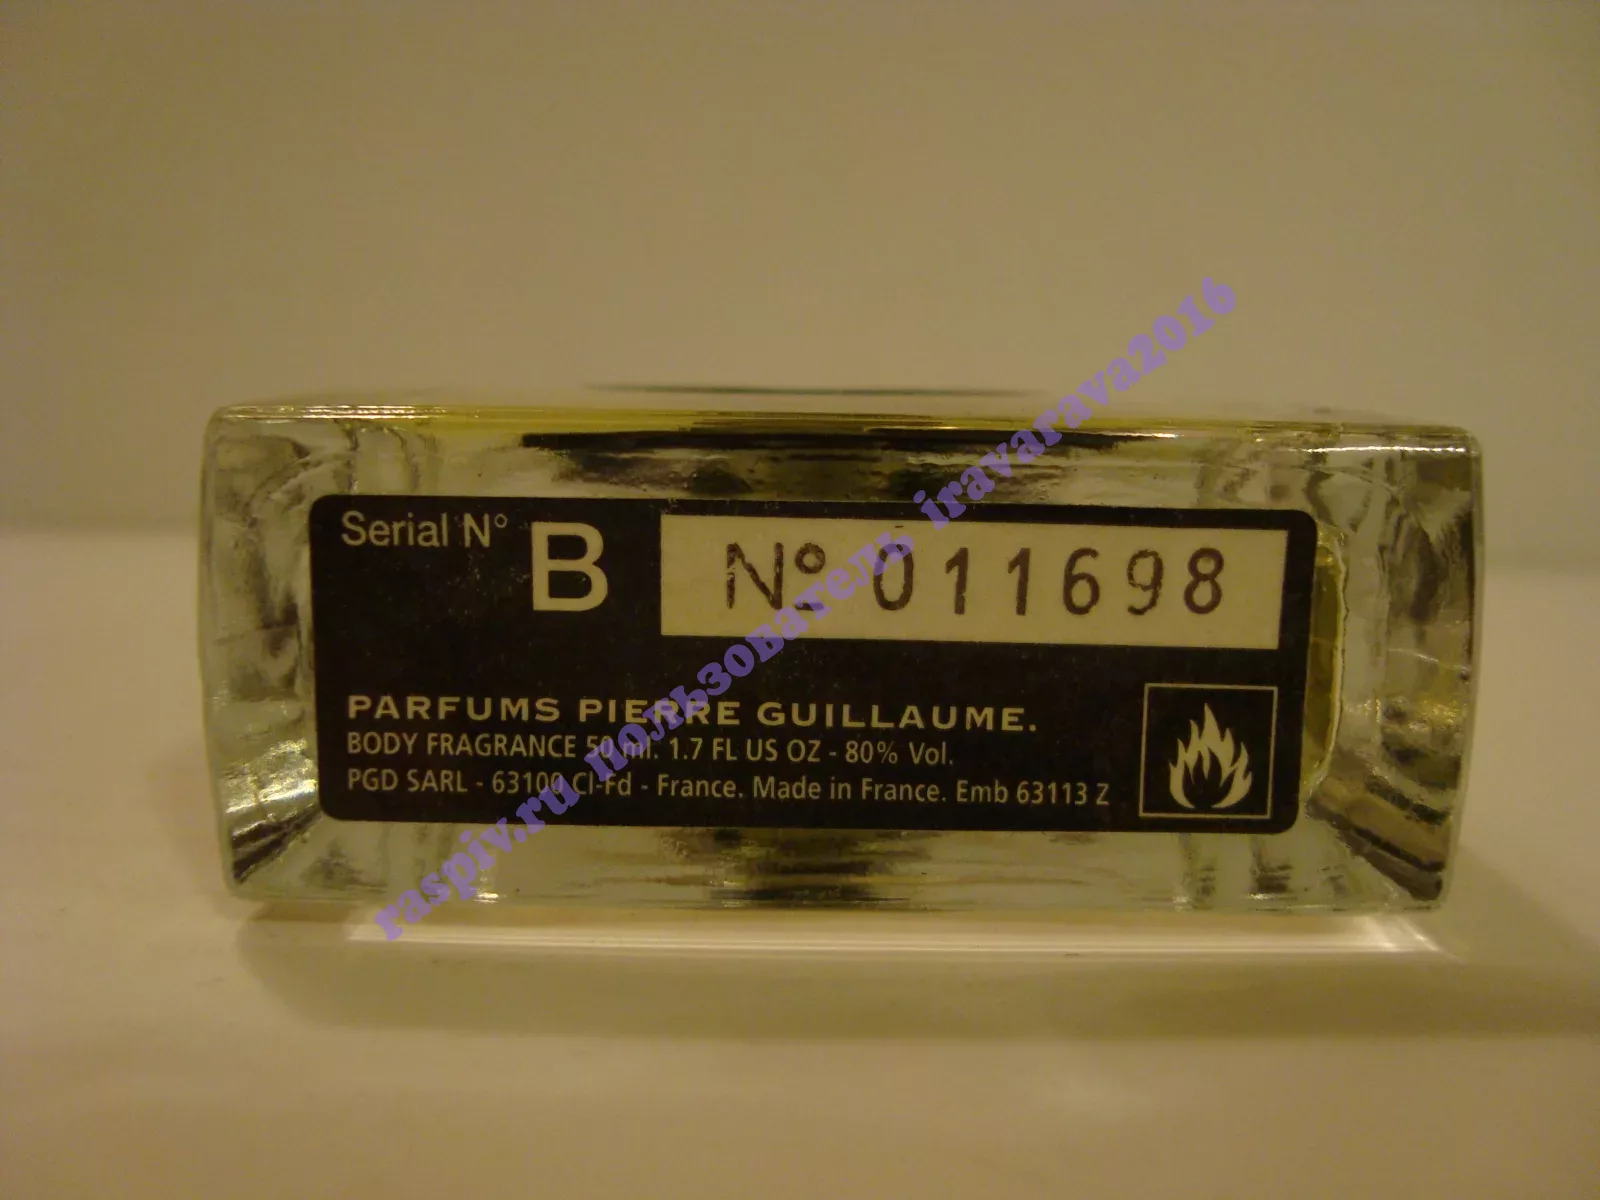 Serial N° B N° 011698
PARFUMS PIERRE GUILLAUME.
BODY FRAGRANCE 50 ml. 1.7 FL US OZ - 80% Vol.
PGD SARL - 63100 Cl-Fd - France. Made in France. Emb 63113 Z
raspiv.ru пользователь iravarava2016